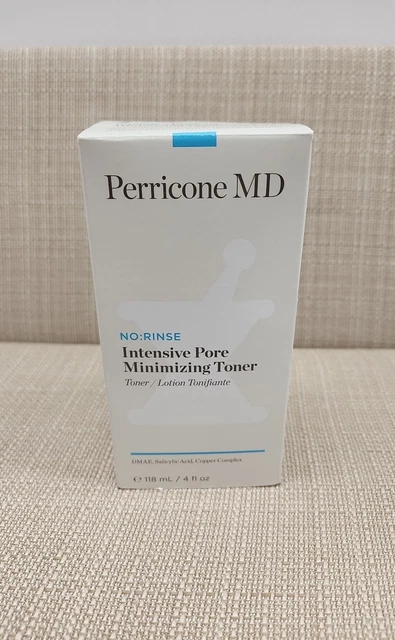 Perricone MD
NO:RINSE
Intensive Pore
Minimizing Toner
Toner / Lotion Tonifiante
DMAE, Salicylic Acid, Copper Complex
℮ 118 mL / 4 fl oz